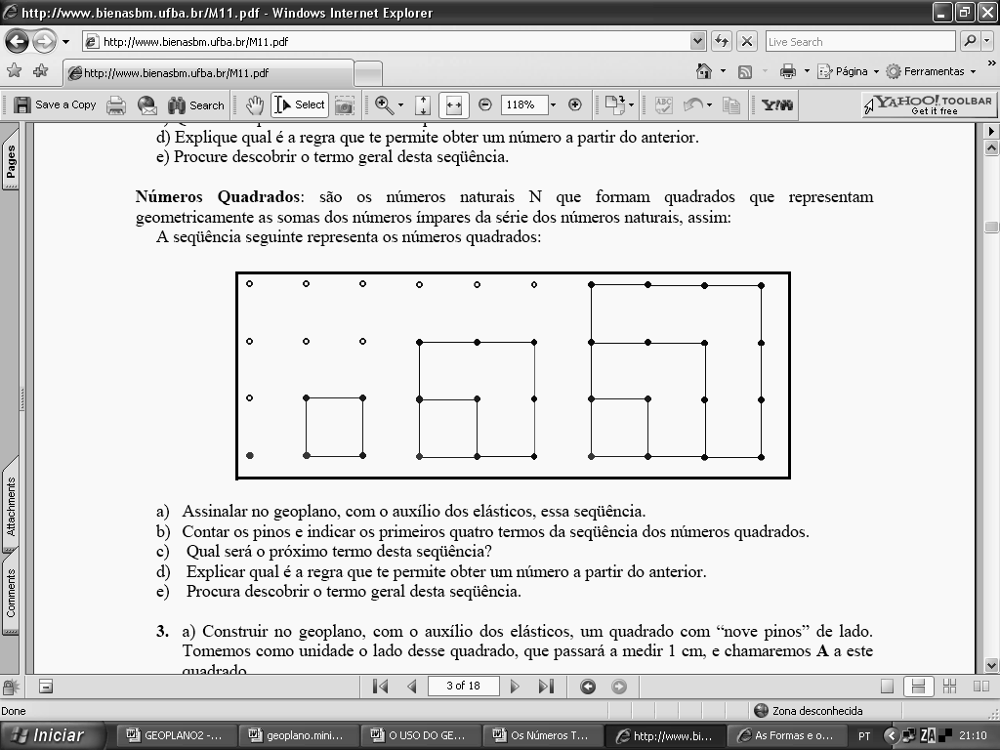 http://www.bienasbm.ufba.br/M11.pdf - Windows Internet Explorer
http://www.bienasbm.ufba.br/M11.pdf
Live Search
http://www.bienasbm.ufba.br/M11.pdf
Página
Ferramentas
Save a Copy
Search
Select
118%
Y!
YAHOO! TOOLBAR
Get it free
Pages
Attachments
Comments
d) Explique qual é a regra que te permite obter um número a partir do anterior.
e) Procure descobrir o termo geral desta seqüência.
Números Quadrados: são os números naturais N que formam quadrados que representam
geometricamente as somas dos números ímpares da série dos números naturais, assim:
A seqüência seguinte representa os números quadrados:
a) Assinalar no geoplano, com o auxílio dos elásticos, essa seqüência.
b) Contar os pinos e indicar os primeiros quatro termos da seqüência dos números quadrados.
c) Qual será o próximo termo desta seqüência?
d) Explicar qual é a regra que te permite obter um número a partir do anterior.
e) Procura descobrir o termo geral desta seqüência.
3. a) Construir no geoplano, com o auxílio dos elásticos, um quadrado com “nove pinos” de lado.
Tomemos como unidade o lado desse quadrado, que passará a medir 1 cm, e chamaremos A a este
quadrado
3 of 18
Done
Zona desconhecida
Iniciar
GEOPLANO2 -...
geoplano.mini...
O USO DO GE...
Os Números T...
http://www.bi...
As Formas e o...
PT
21:10